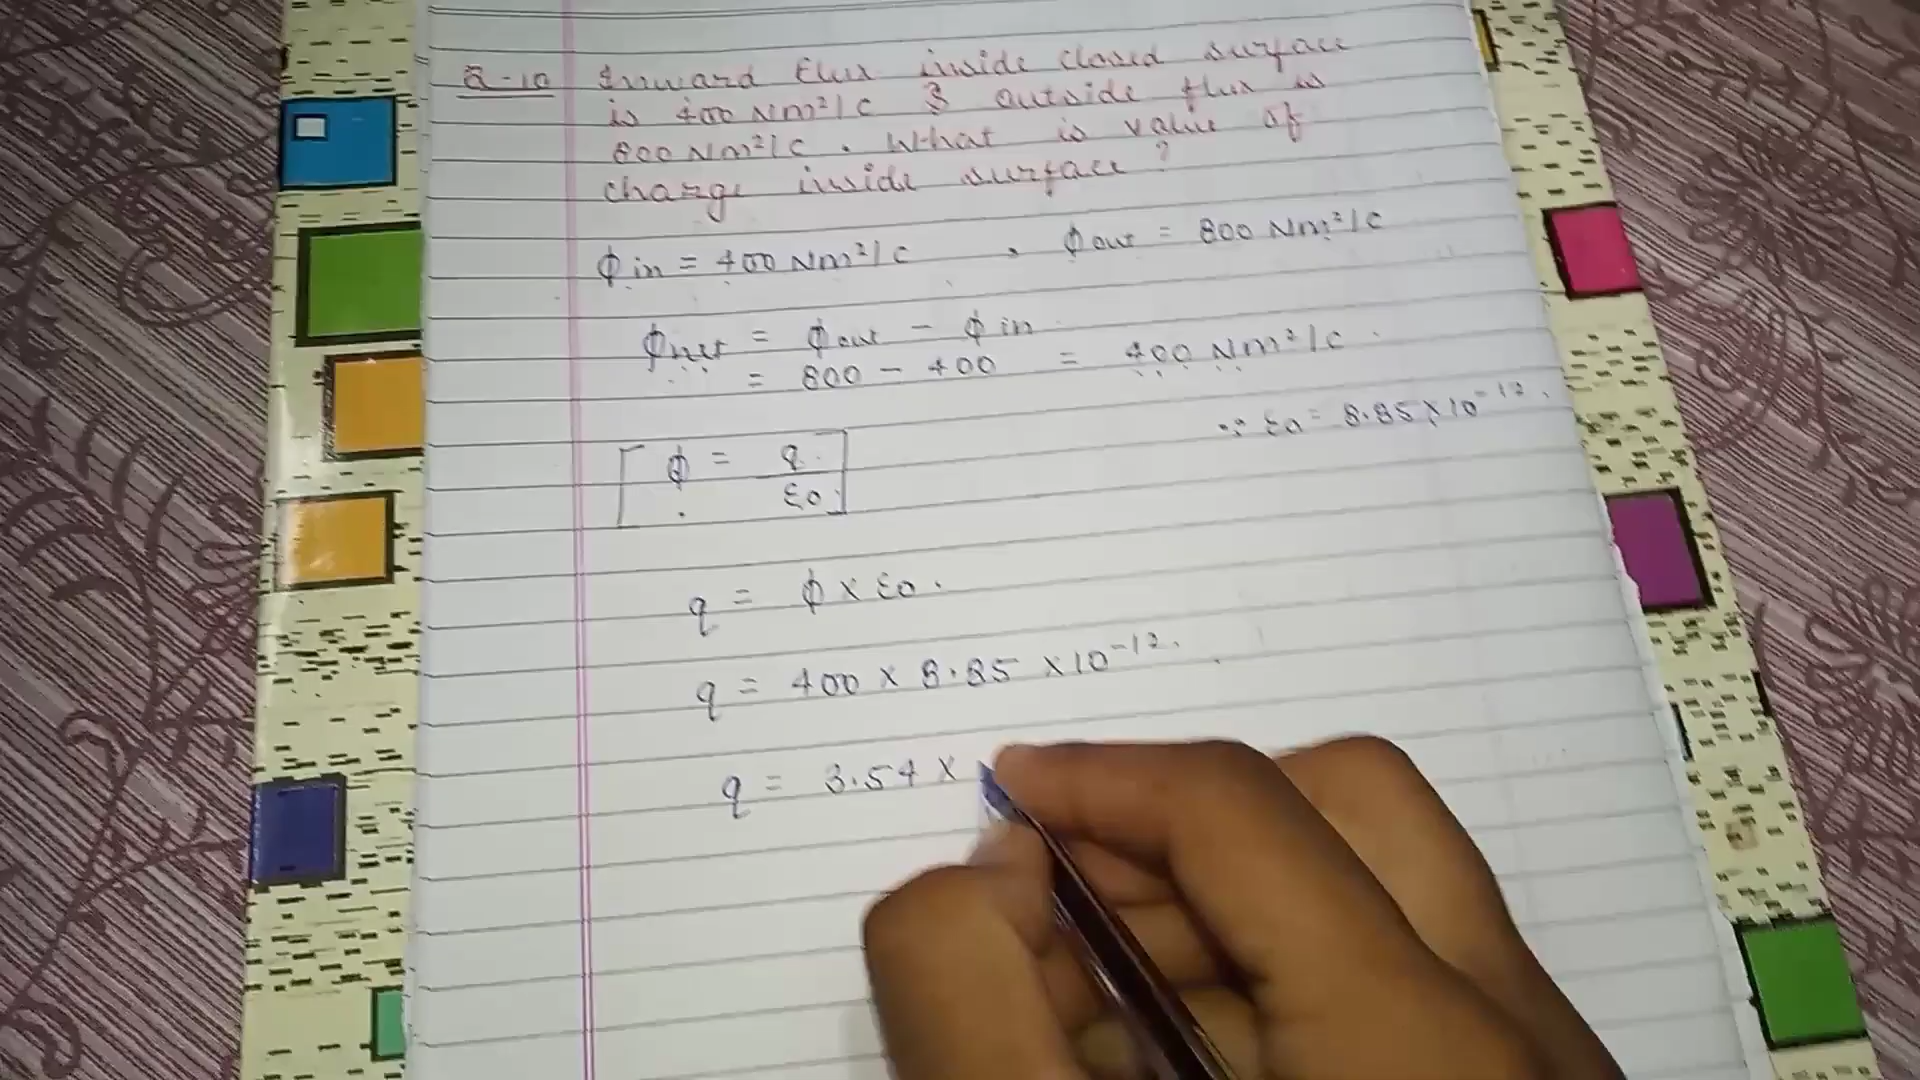 Q-10 Inward flux inside closed surface
is 400 Nm²/C & outside flux is
800 Nm²/C. What is value of
charge inside surface?
ϕin = 400 Nm²/C , ϕout = 800 Nm²/C
ϕnet = ϕout - ϕin
= 800 - 400 = 400 Nm²/C.
∵ ε0 = 8.85 x 10⁻¹².
ϕ = q
ε0
q = ϕ x ε0.
q = 400 x 8.85 x 10⁻¹².
q = 3.54 x